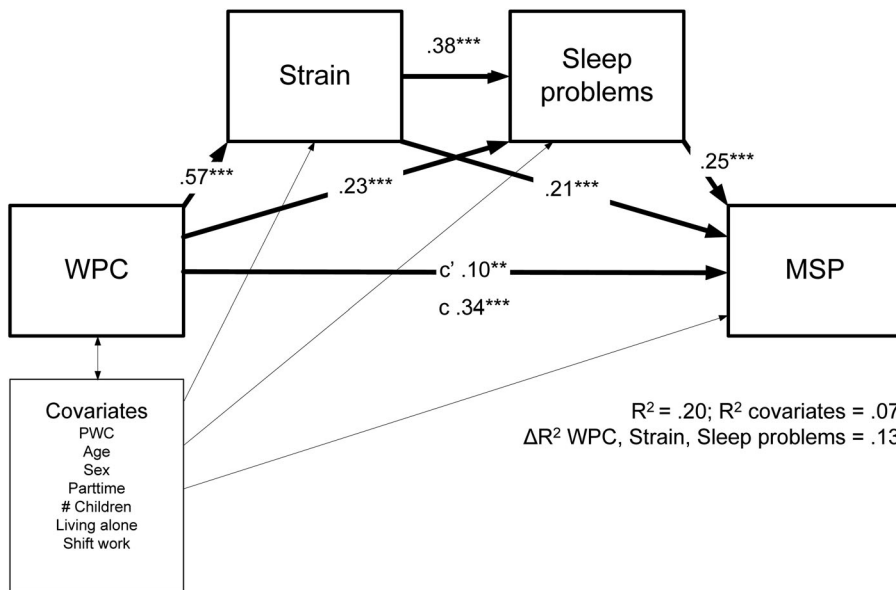 .38***
Strain
Sleep
problems
.57***
.23***
.21***
.25***
WPC
c' .10**
c .34***
MSP
Covariates
PWC
Age
Sex
Parttime
# Children
Living alone
Shift work
R² = .20; R² covariates = .07
ΔR² WPC, Strain, Sleep problems = .13